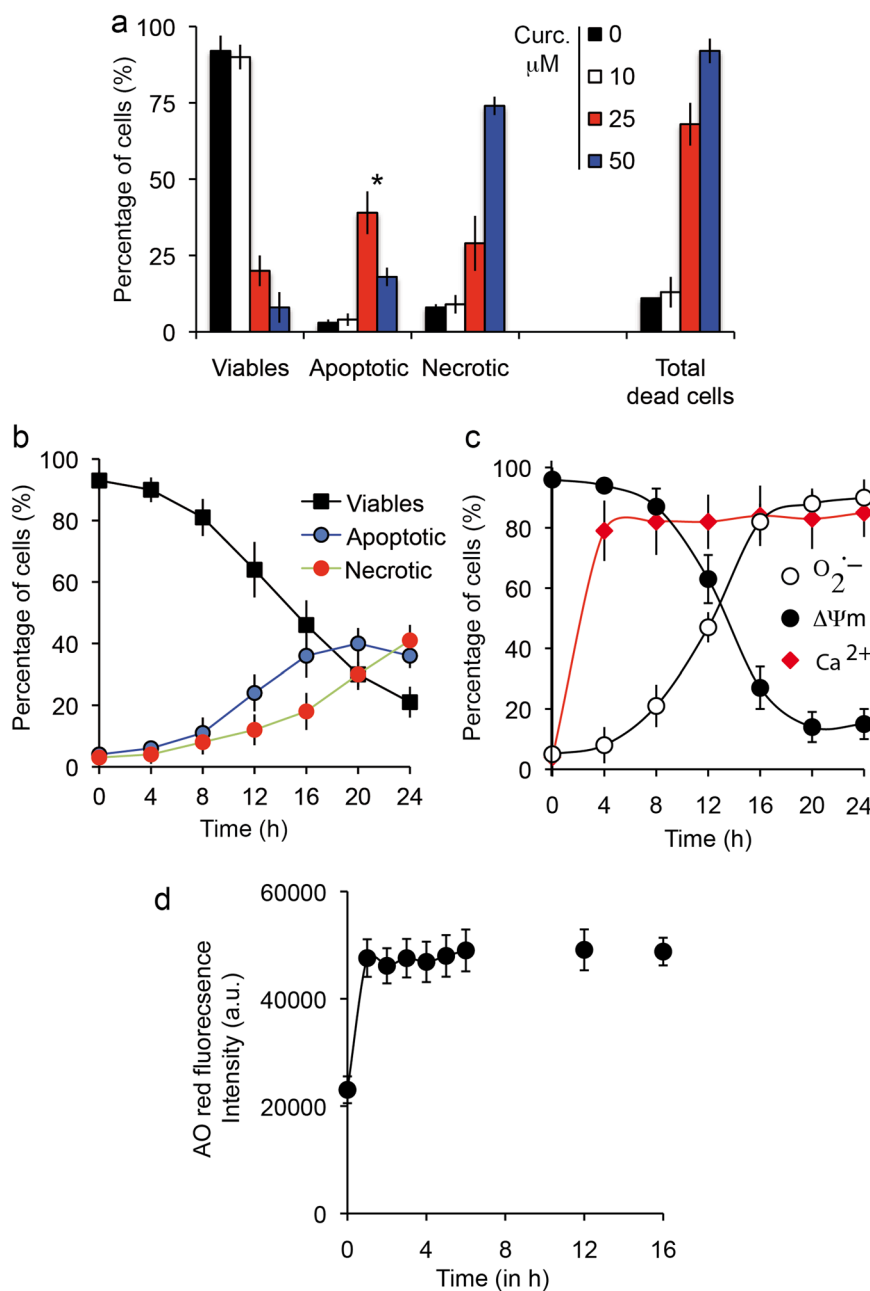 a
Percentage of cells (%)
100
75
50
25
0
*
Curc.
μM
0
10
25
50
Viables
Apoptotic
Necrotic
Total
dead cells
b
Percentage of cells (%)
100
80
60
40
20
0
Viables
Apoptotic
Necrotic
0 4 8 12 16 20 24
Time (h)
c
Percentage of cells (%)
100
80
60
40
20
0
O2·−
ΔΨm
Ca 2+
0 4 8 12 16 20 24
Time (h)
d
AO red fluorecsense
Intensity (a.u.)
60000
40000
20000
0
0 4 8 12 16
Time (in h)